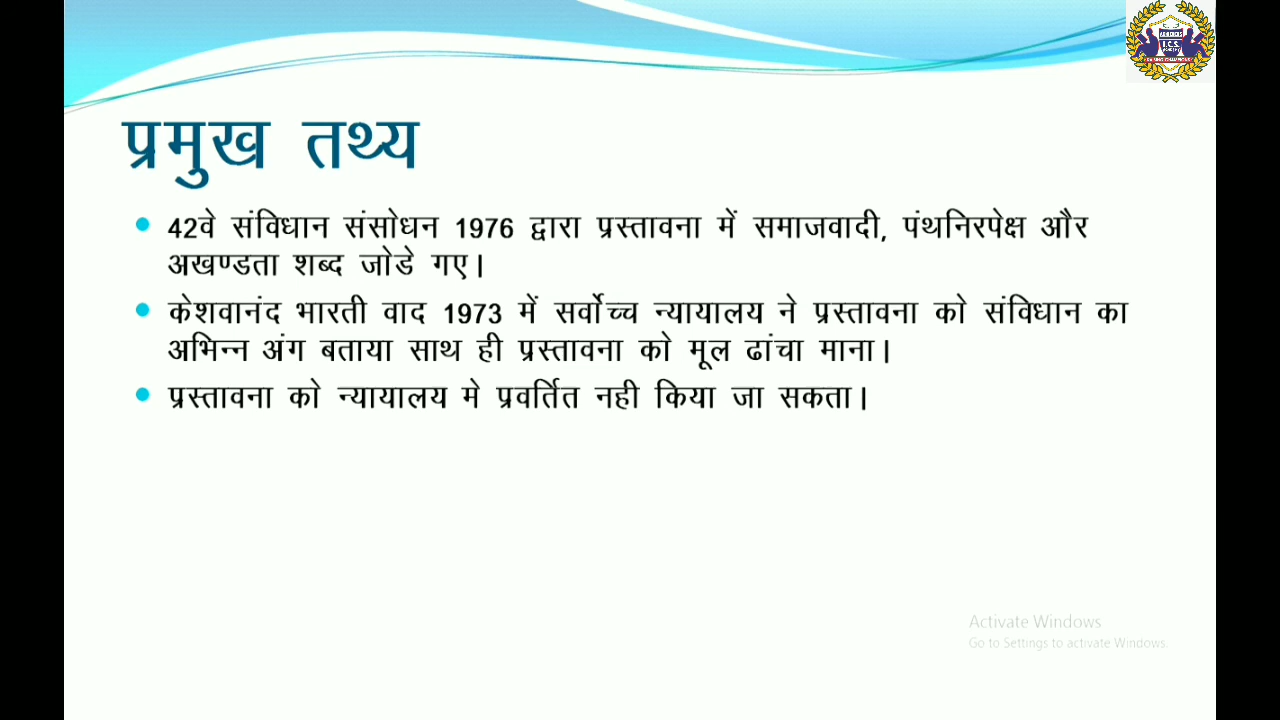 प्रमुख तथ्य
42वे संविधान संसोधन 1976 द्वारा प्रस्तावना में समाजवादी, पंथनिरपेक्ष और
अखण्डता शब्द जोडे गए।
केशवानंद भारती वाद 1973 में सर्वोच्च न्यायालय ने प्रस्तावना को संविधान का
अभिन्न अंग बताया साथ ही प्रस्तावना को मूल ढांचा माना।
प्रस्तावना को न्यायालय मे प्रवर्तित नही किया जा सकता।
Activate Windows
Go to Settings to activate Windows.